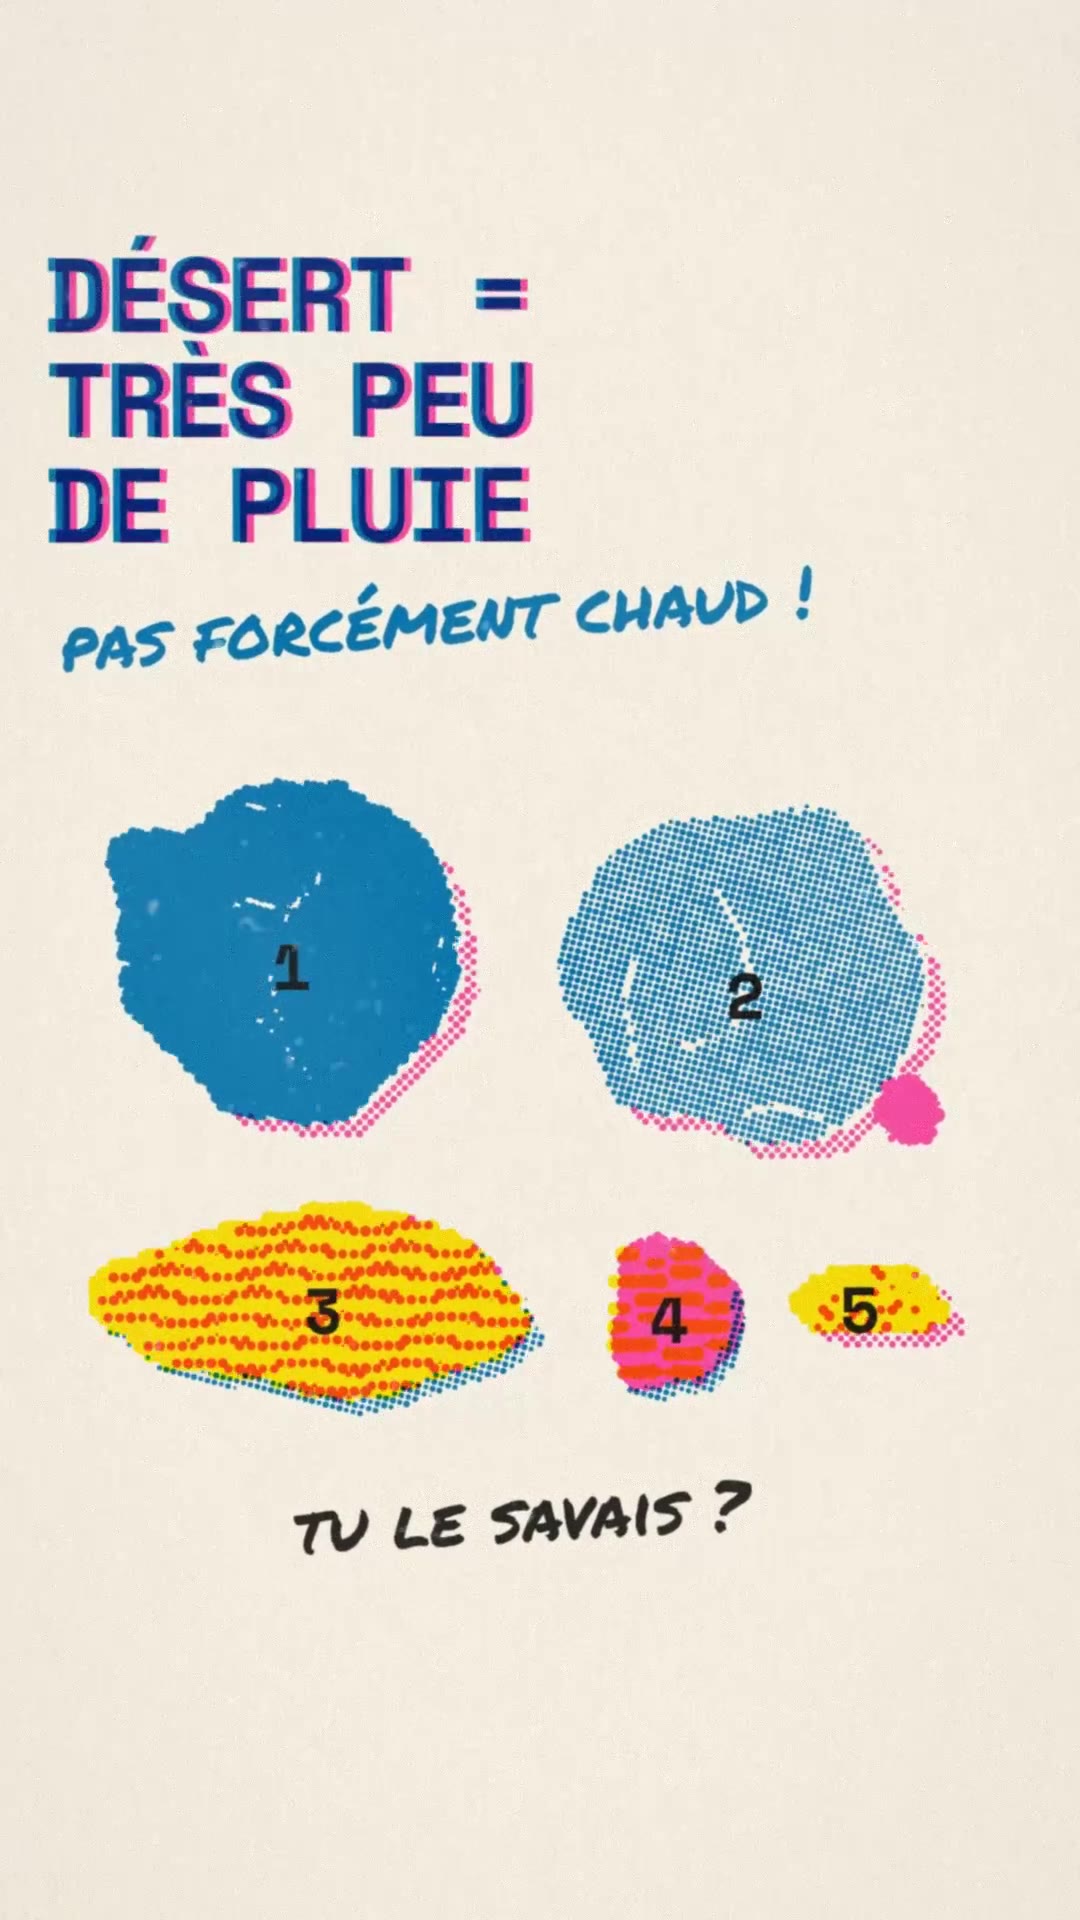 DÉSERT =
TRÈS PEU
DE PLUIE
PAS FORCÉMENT CHAUD !
1
2
3
4
5
TU LE SAVAIS ?